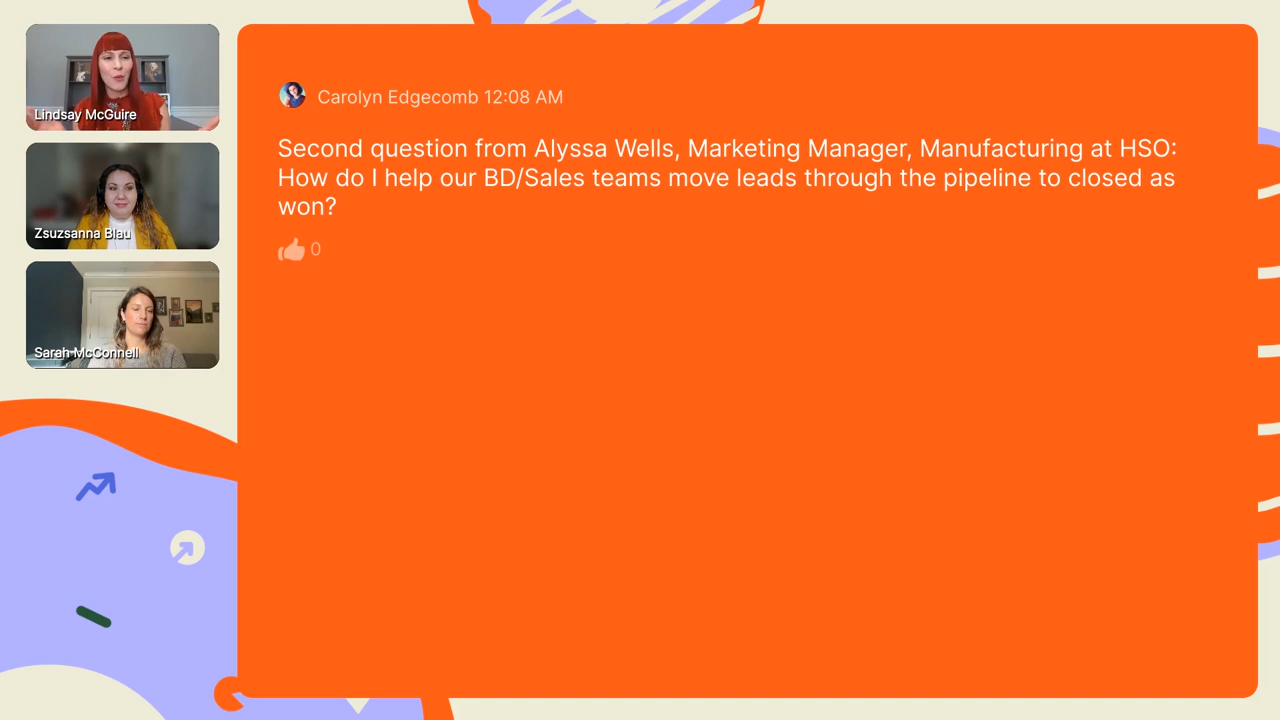 Lindsay McGuire
Zsuzsanna Blau
Sarah McConnell
Carolyn Edgecomb 12:08 AM
Second question from Alyssa Wells, Marketing Manager, Manufacturing at HSO:
How do I help our BD/Sales teams move leads through the pipeline to closed as
won?
0